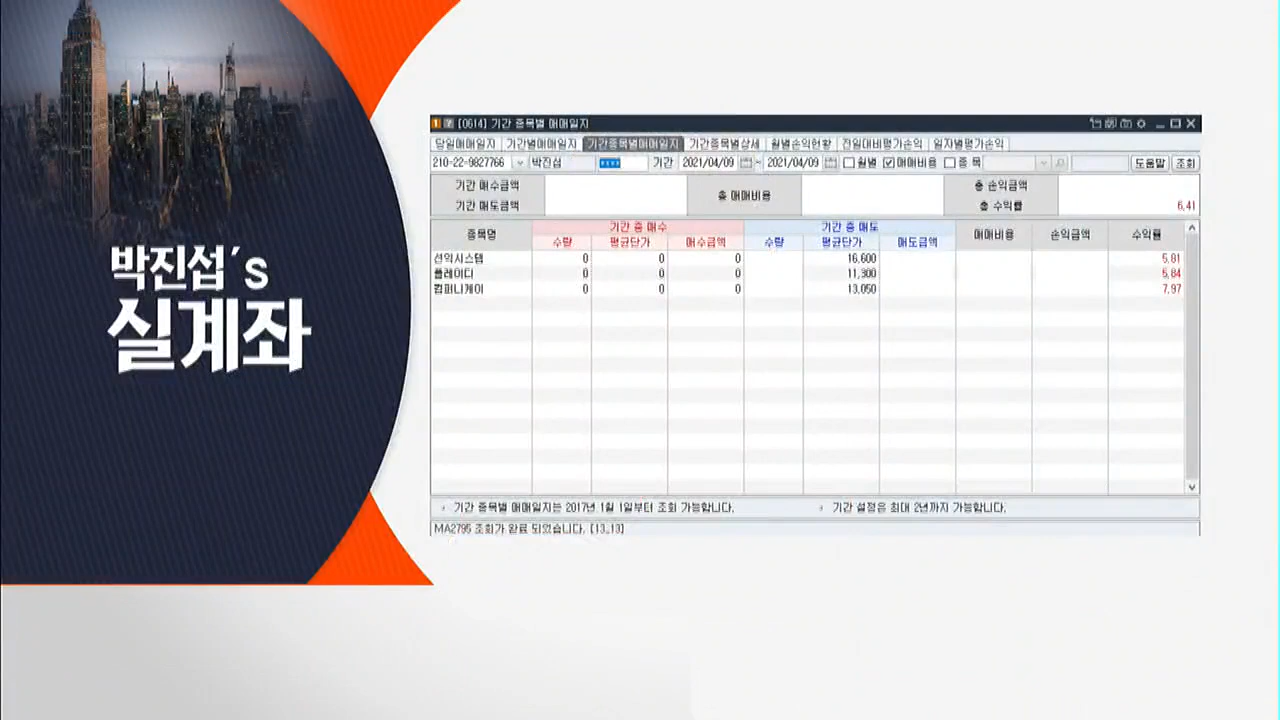 박진섭´s
실계좌
[0614] 기간 종목별 매매일지
당일매매일지 기간별매매일지 기간종목별매매일지 기간종목별상세 월별손익현황 전일대비평가손익 일자별평가손익
210-22-9827766 박진섭 **** 기간 2021/04/09 ~ 2021/04/09 월별 매매비용 종목 도움말 조회
기간 매수금액 총 매매비용 총 손익금액
기간 매도금액 총 수익률 6,41
종목명 기간 중 매수 기간 중 매도 매매비용 손익금액 수익률
수량 평균단가 매수금액 수량 평균단가 매도금액
선익시스템 0 0 0 16,600 5,81
플레이디 0 0 0 11,300 5,84
컴퍼니케이 0 0 0 13,050 7,97
기간 종목별 매매일지는 2017년 1월 1일부터 조회 가능합니다. 기간 설정은 최대 2년까지 가능합니다.
MA2795 조회가 완료 되었습니다. [13_13]